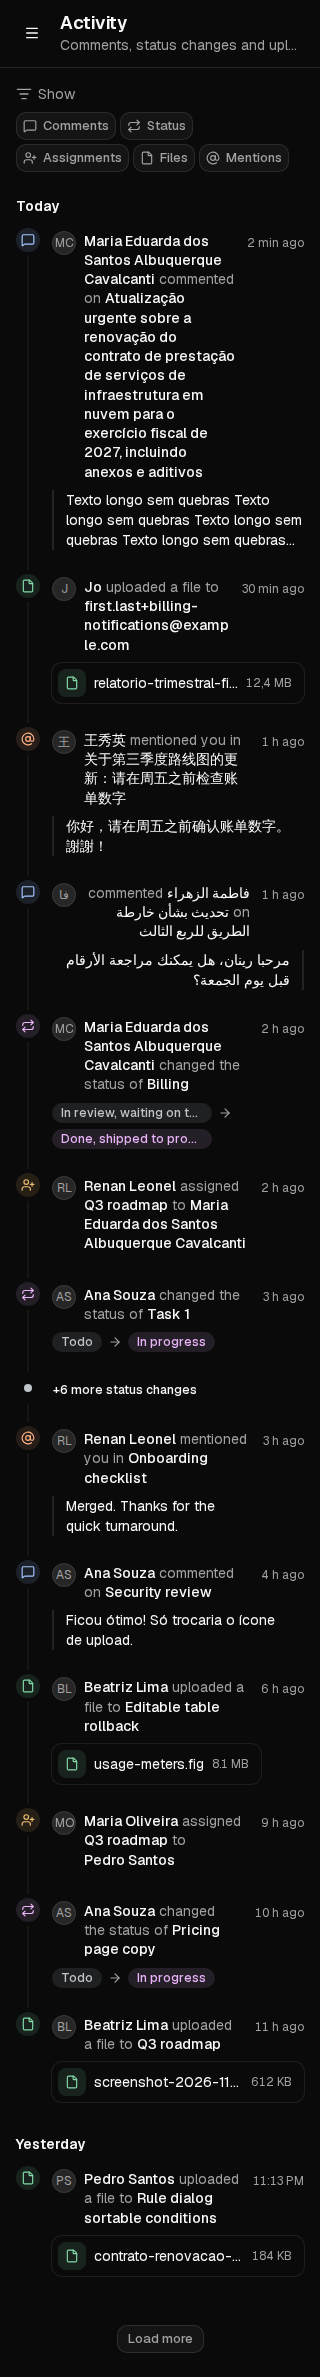 Activity
Comments, status changes and upl...
Show
Comments
Status
Assignments
Files
Mentions
Today
MC
Maria Eduarda dos
2 min ago
Santos Albuquerque
Cavalcanti commented
on Atualização
urgente sobre a
renovação do
contrato de prestação
de serviços de
infraestrutura em
nuvem para o
exercício fiscal de
2027, incluindo
anexos e aditivos
Texto longo sem quebras Texto
longo sem quebras Texto longo sem
quebras Texto longo sem quebras...
J
Jo uploaded a file to
30 min ago
first.last+billing-
notifications@examp
le.com
relatorio-trimestral-fi...
12,4 MB
王
王秀英 mentioned you in
1 h ago
关于第三季度路线图的更
新：请在周五之前检查账
单数字
你好，请在周五之前确认账单数字。
謝謝！
فا
فاطمة الزهراء commented
1 h ago
on تحديث بشأن خارطة
الطريق للربع الثالث
مرحبا رينان، هل يمكنك مراجعة الأرقام
قبل يوم الجمعة؟
MC
Maria Eduarda dos
2 h ago
Santos Albuquerque
Cavalcanti changed the
status of Billing
In review, waiting on t...
Done, shipped to pro...
RL
Renan Leonel assigned
2 h ago
Q3 roadmap to Maria
Eduarda dos Santos
Albuquerque Cavalcanti
AS
Ana Souza changed the
3 h ago
status of Task 1
Todo
In progress
+6 more status changes
RL
Renan Leonel mentioned
3 h ago
you in Onboarding
checklist
Merged. Thanks for the
quick turnaround.
AS
Ana Souza commented
4 h ago
on Security review
Ficou ótimo! Só trocaria o ícone
de upload.
BL
Beatriz Lima uploaded a
6 h ago
file to Editable table
rollback
usage-meters.fig
8.1 MB
MO
Maria Oliveira assigned
9 h ago
Q3 roadmap to
Pedro Santos
AS
Ana Souza changed
10 h ago
the status of Pricing
page copy
Todo
In progress
BL
Beatriz Lima uploaded
11 h ago
a file to Q3 roadmap
screenshot-2026-11...
612 KB
Yesterday
PS
Pedro Santos uploaded
11:13 PM
a file to Rule dialog
sortable conditions
contrato-renovacao-...
184 KB
Load more